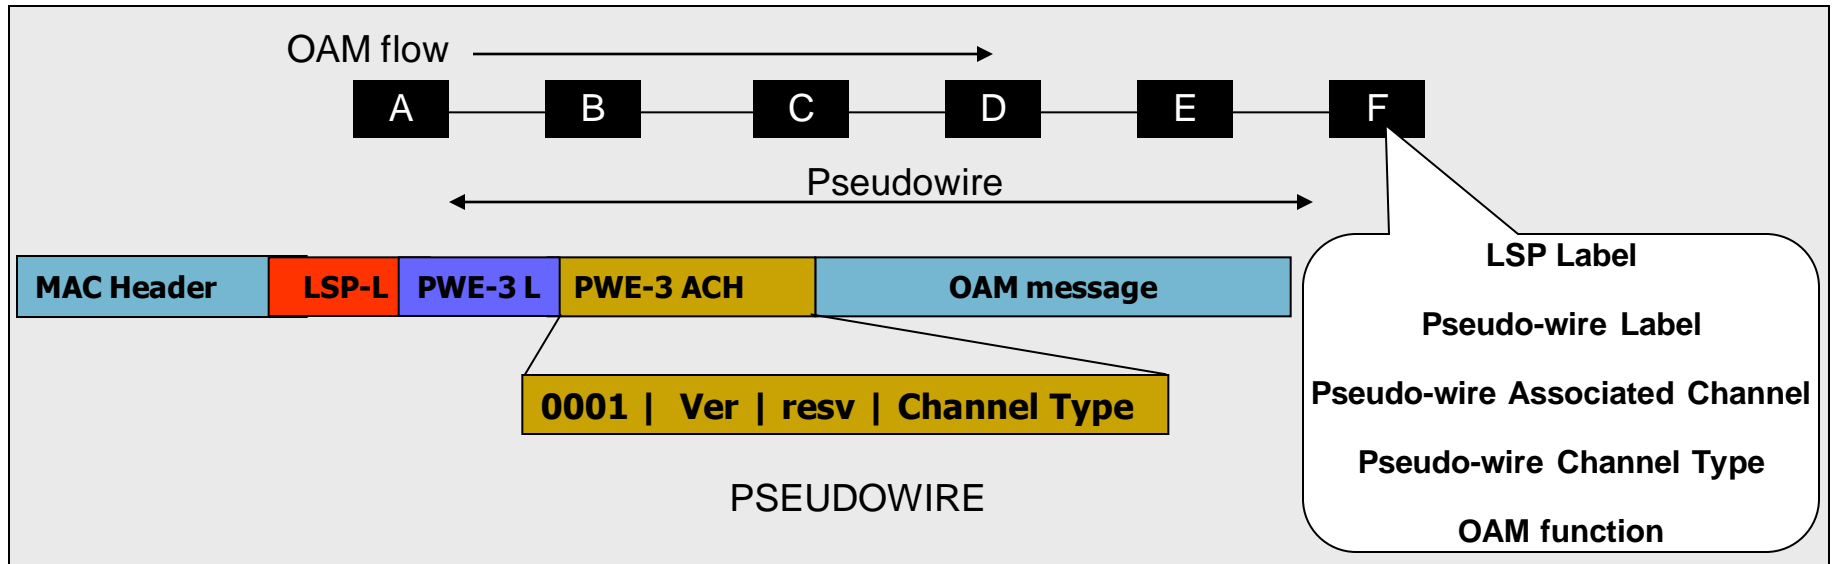 OAM flow
A B C D E F
Pseudowire
MAC Header LSP-L PWE-3 L PWE-3 ACH OAM message
0001 | Ver | resv | Channel Type
PSEUDOWIRE
LSP Label
Pseudo-wire Label
Pseudo-wire Associated Channel
Pseudo-wire Channel Type
OAM function